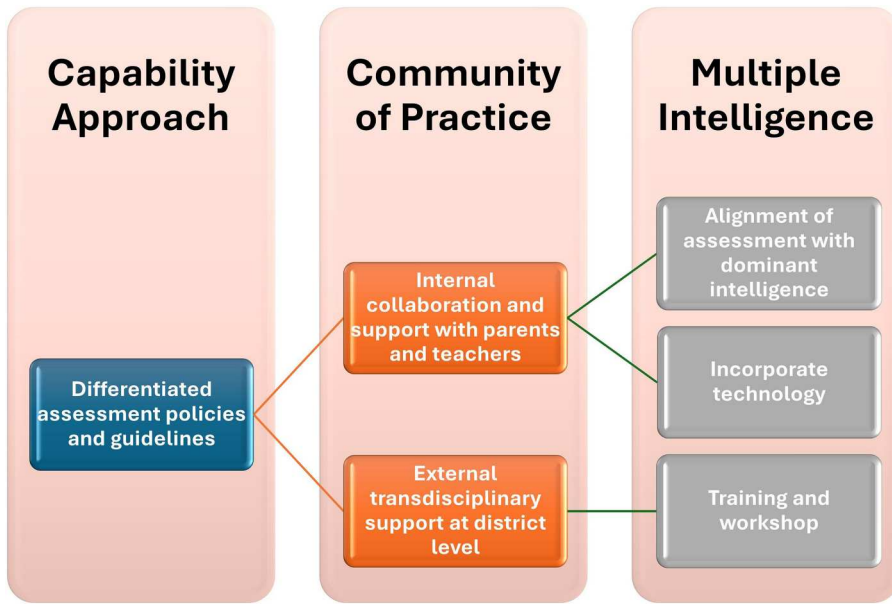 Capability
Approach
Community
of Practice
Multiple
Intelligence
Differentiated
assessment policies
and guidelines
Internal
collaboration and
support with parents
and teachers
External
transdisciplinary
support at district
level
Alignment of
assessment with
dominant
intelligence
Incorporate
technology
Training and
workshop